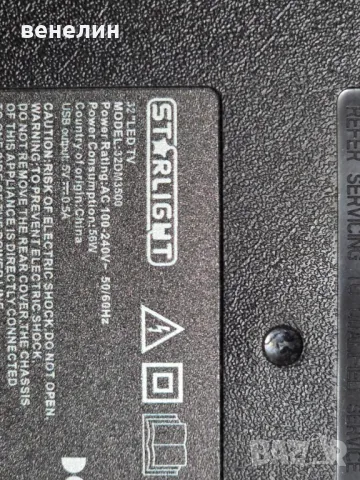 венелин
STARLIGHT
32"LED TV
MODEL:32DM3500
Power Rating:AC 100-240V~ 50/60Hz
Power Consumption:56W
Country of origin:China
USB output: 5V⎓0.5A
CAUTION:RISK OF ELECTRIC SHOCK.DO NOT OPEN.
WARNING:TO PREVENT ELECTRIC SHOCK,
DO NOT REMOVE THE REAR COVER.THE CHASSIS
OF THIS APPLIANCE IS DIRECTLY CONNECTED
REFER SERVICING